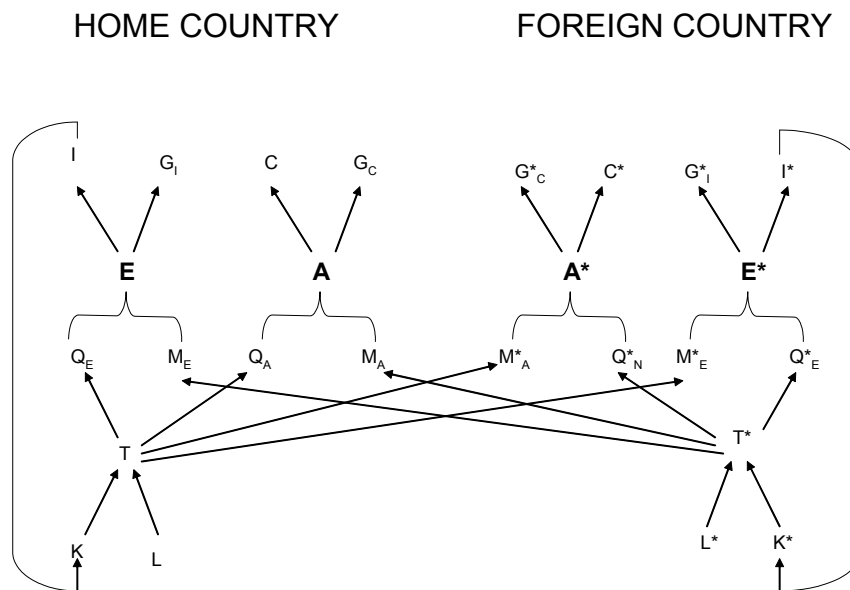 HOME COUNTRY FOREIGN COUNTRY
I G_I C G_C G*_C C* G*_I I*
E A A* E*
Q_E M_E Q_A M_A M*_A Q*_N M*_E Q*_E
T T*
K L L* K*